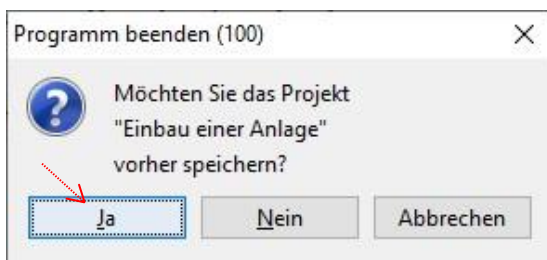 Programm beenden (100)
Möchten Sie das Projekt
"Einbau einer Anlage"
vorher speichern?
Ja
Nein
Abbrechen